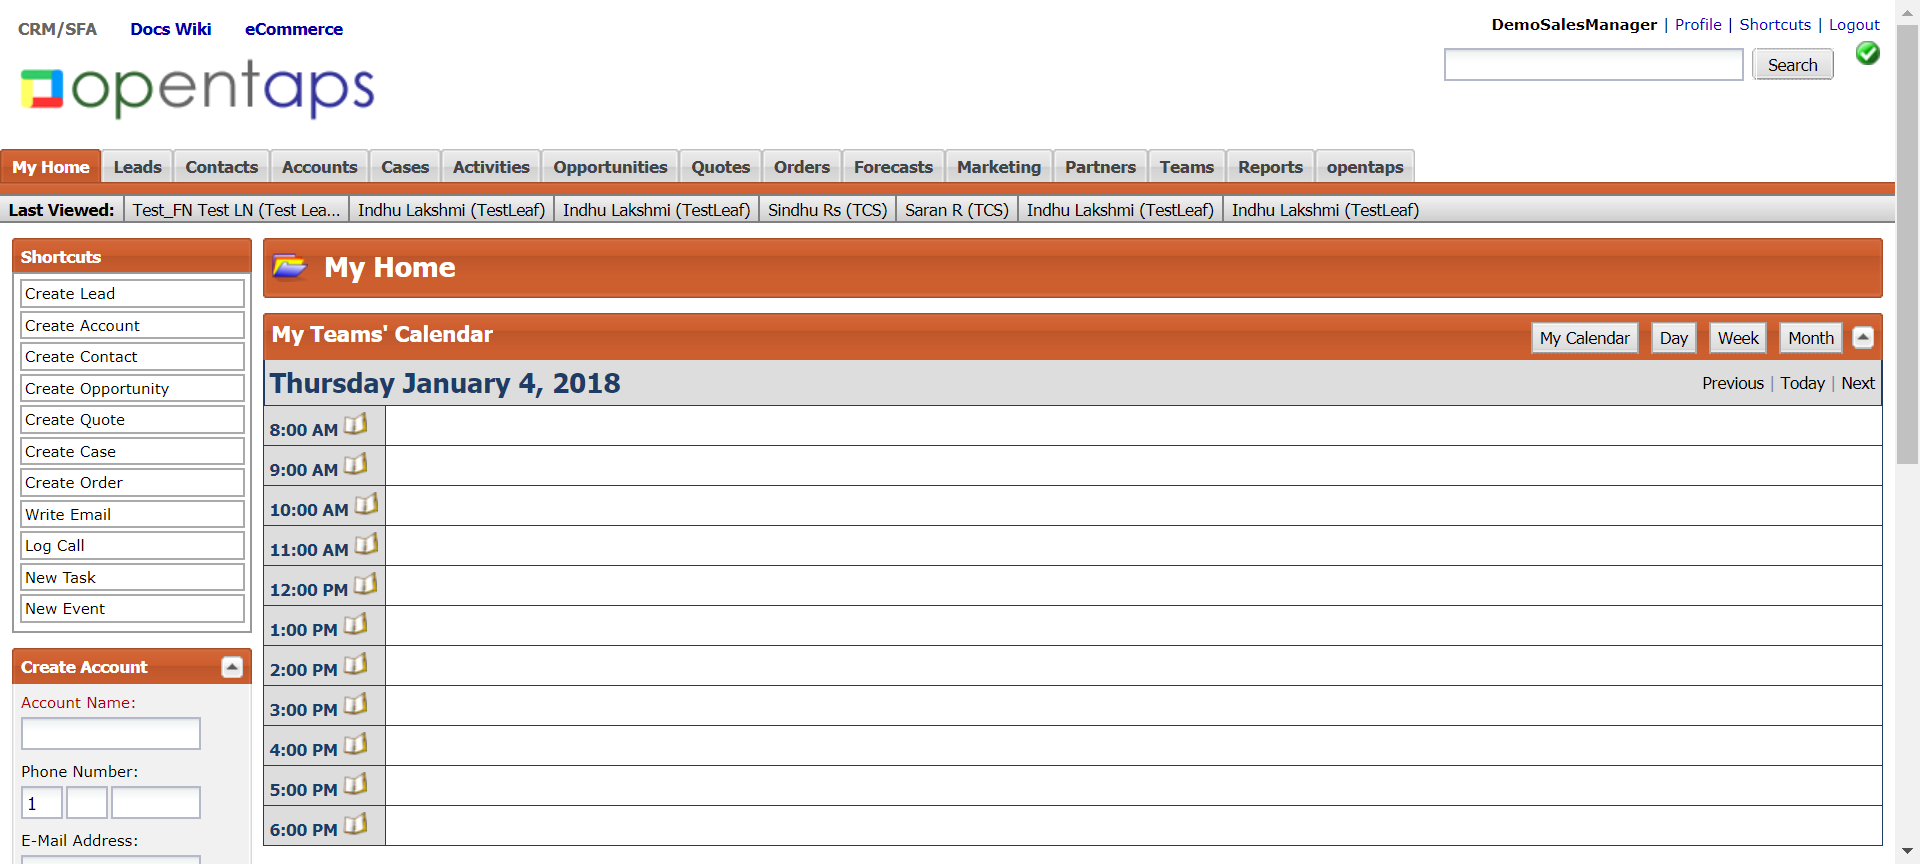 CRM/SFA Docs Wiki eCommerce
DemoSalesManager | Profile | Shortcuts | Logout
Search
opentaps
My Home Leads Contacts Accounts Cases Activities Opportunities Quotes Orders Forecasts Marketing Partners Teams Reports opentaps
Last Viewed: Test_FN Test LN (Test Lea... Indhu Lakshmi (TestLeaf) Indhu Lakshmi (TestLeaf) Sindhu Rs (TCS) Saran R (TCS) Indhu Lakshmi (TestLeaf) Indhu Lakshmi (TestLeaf)
Shortcuts
Create Lead
Create Account
Create Contact
Create Opportunity
Create Quote
Create Case
Create Order
Write Email
Log Call
New Task
New Event
Create Account
Account Name:
Phone Number:
1
E-Mail Address:
My Home
My Teams' Calendar
My Calendar Day Week Month
Thursday January 4, 2018
Previous | Today | Next
8:00 AM
9:00 AM
10:00 AM
11:00 AM
12:00 PM
1:00 PM
2:00 PM
3:00 PM
4:00 PM
5:00 PM
6:00 PM